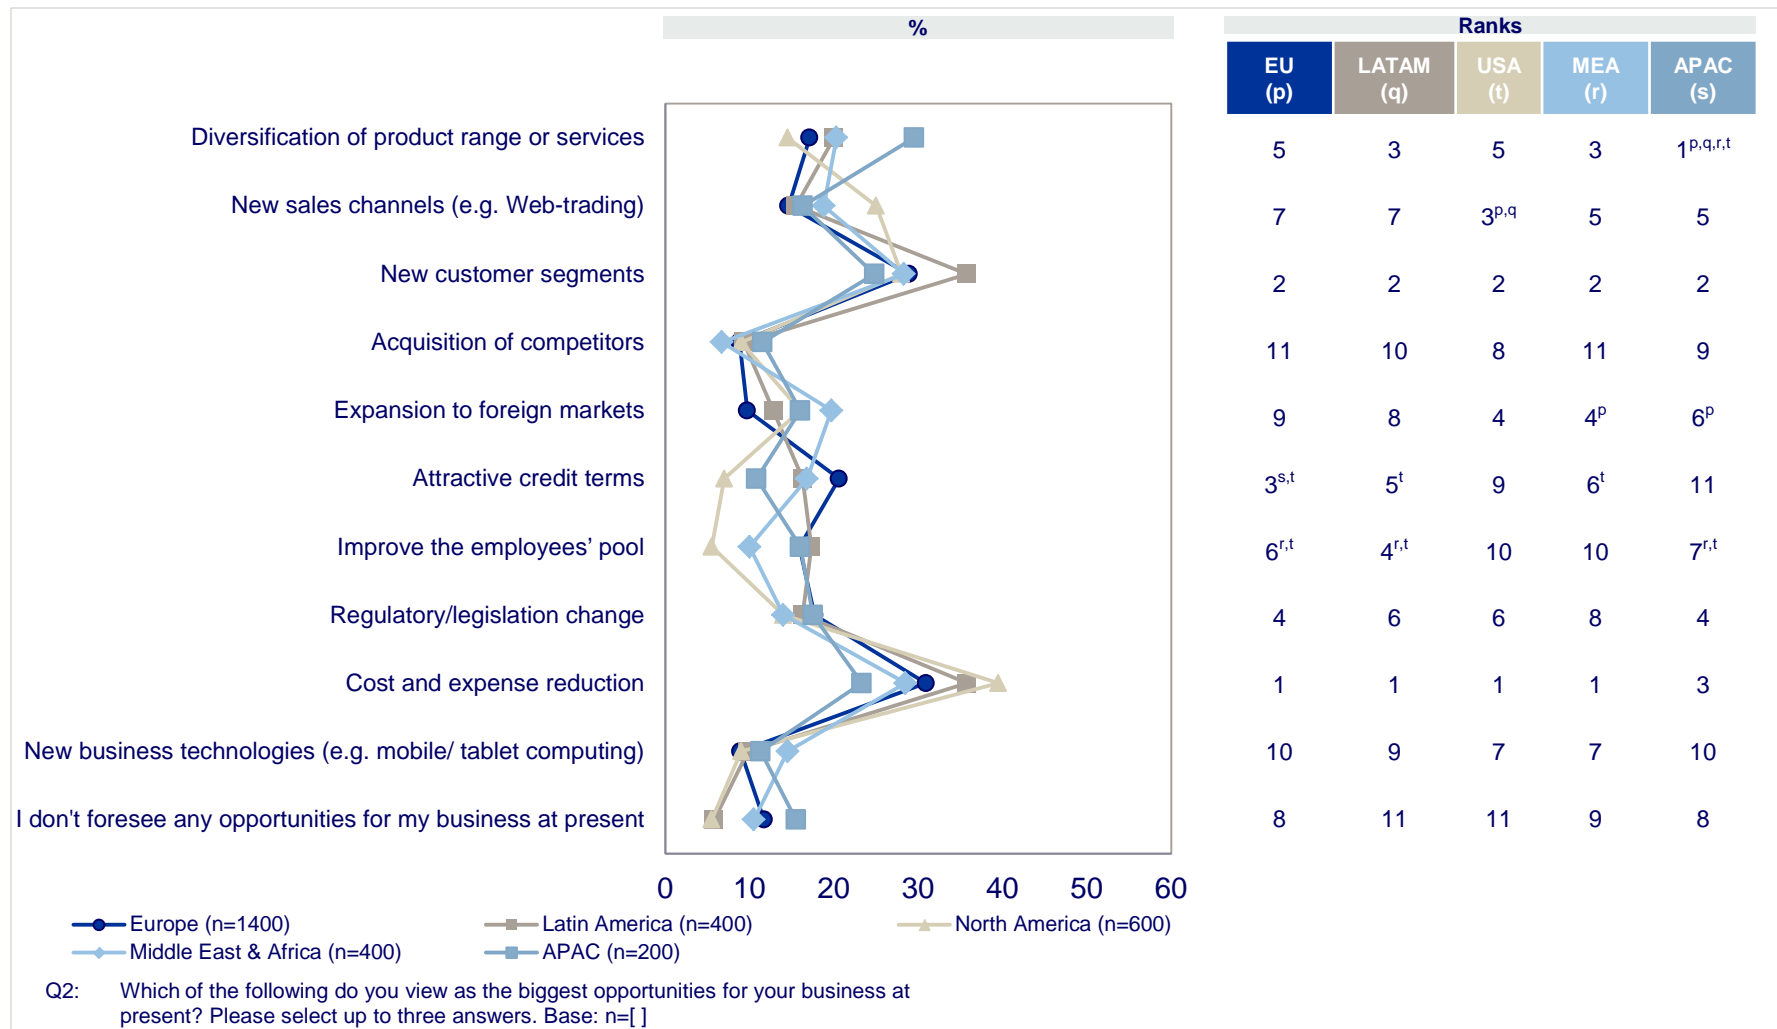 %
Ranks
EU LATAM USA MEA APAC
(p) (q) (t) (r) (s)
Diversification of product range or services 5 3 5 3 1p,q,r,t
New sales channels (e.g. Web-trading) 7 7 3p,q 5 5
New customer segments 2 2 2 2 2
Acquisition of competitors 11 10 8 11 9
Expansion to foreign markets 9 8 4 4p 6p
Attractive credit terms 3s,t 5t 9 6t 11
Improve the employees’ pool 6r,t 4r,t 10 10 7r,t
Regulatory/legislation change 4 6 6 8 4
Cost and expense reduction 1 1 1 1 3
New business technologies (e.g. mobile/ tablet computing) 10 9 7 7 10
I don't foresee any opportunities for my business at present 8 11 11 9 8
0 10 20 30 40 50 60
Europe (n=1400) Latin America (n=400) North America (n=600)
Middle East & Africa (n=400) APAC (n=200)
Q2: Which of the following do you view as the biggest opportunities for your business at
present? Please select up to three answers. Base: n=[ ]